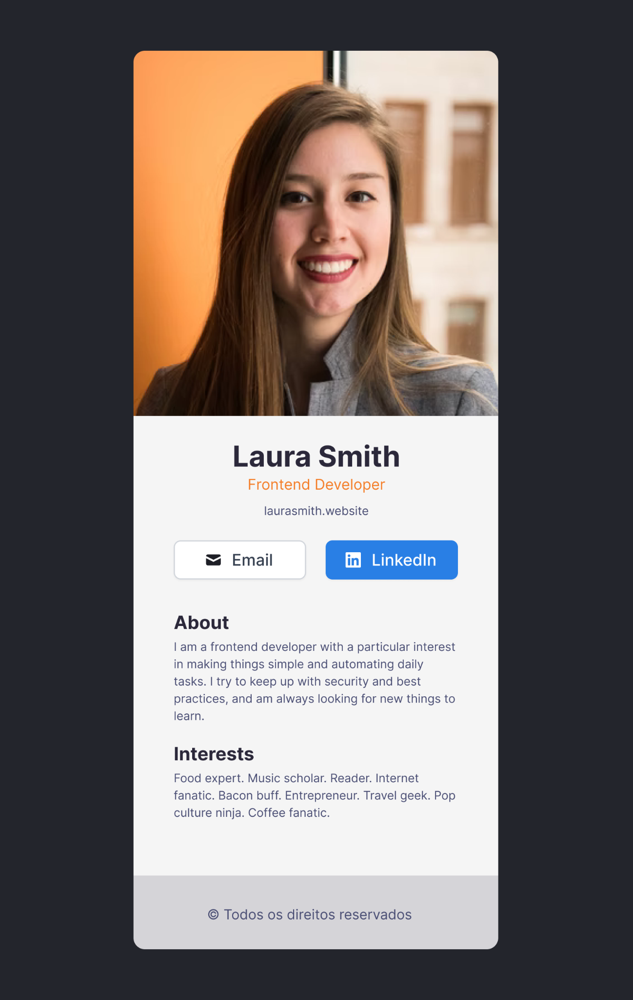 Laura Smith
Frontend Developer
laurasmith.website
Email
LinkedIn
About
I am a frontend developer with a particular interest
in making things simple and automating daily
tasks. I try to keep up with security and best
practices, and am always looking for new things to
learn.
Interests
Food expert. Music scholar. Reader. Internet
fanatic. Bacon buff. Entrepreneur. Travel geek. Pop
culture ninja. Coffee fanatic.
© Todos os direitos reservados